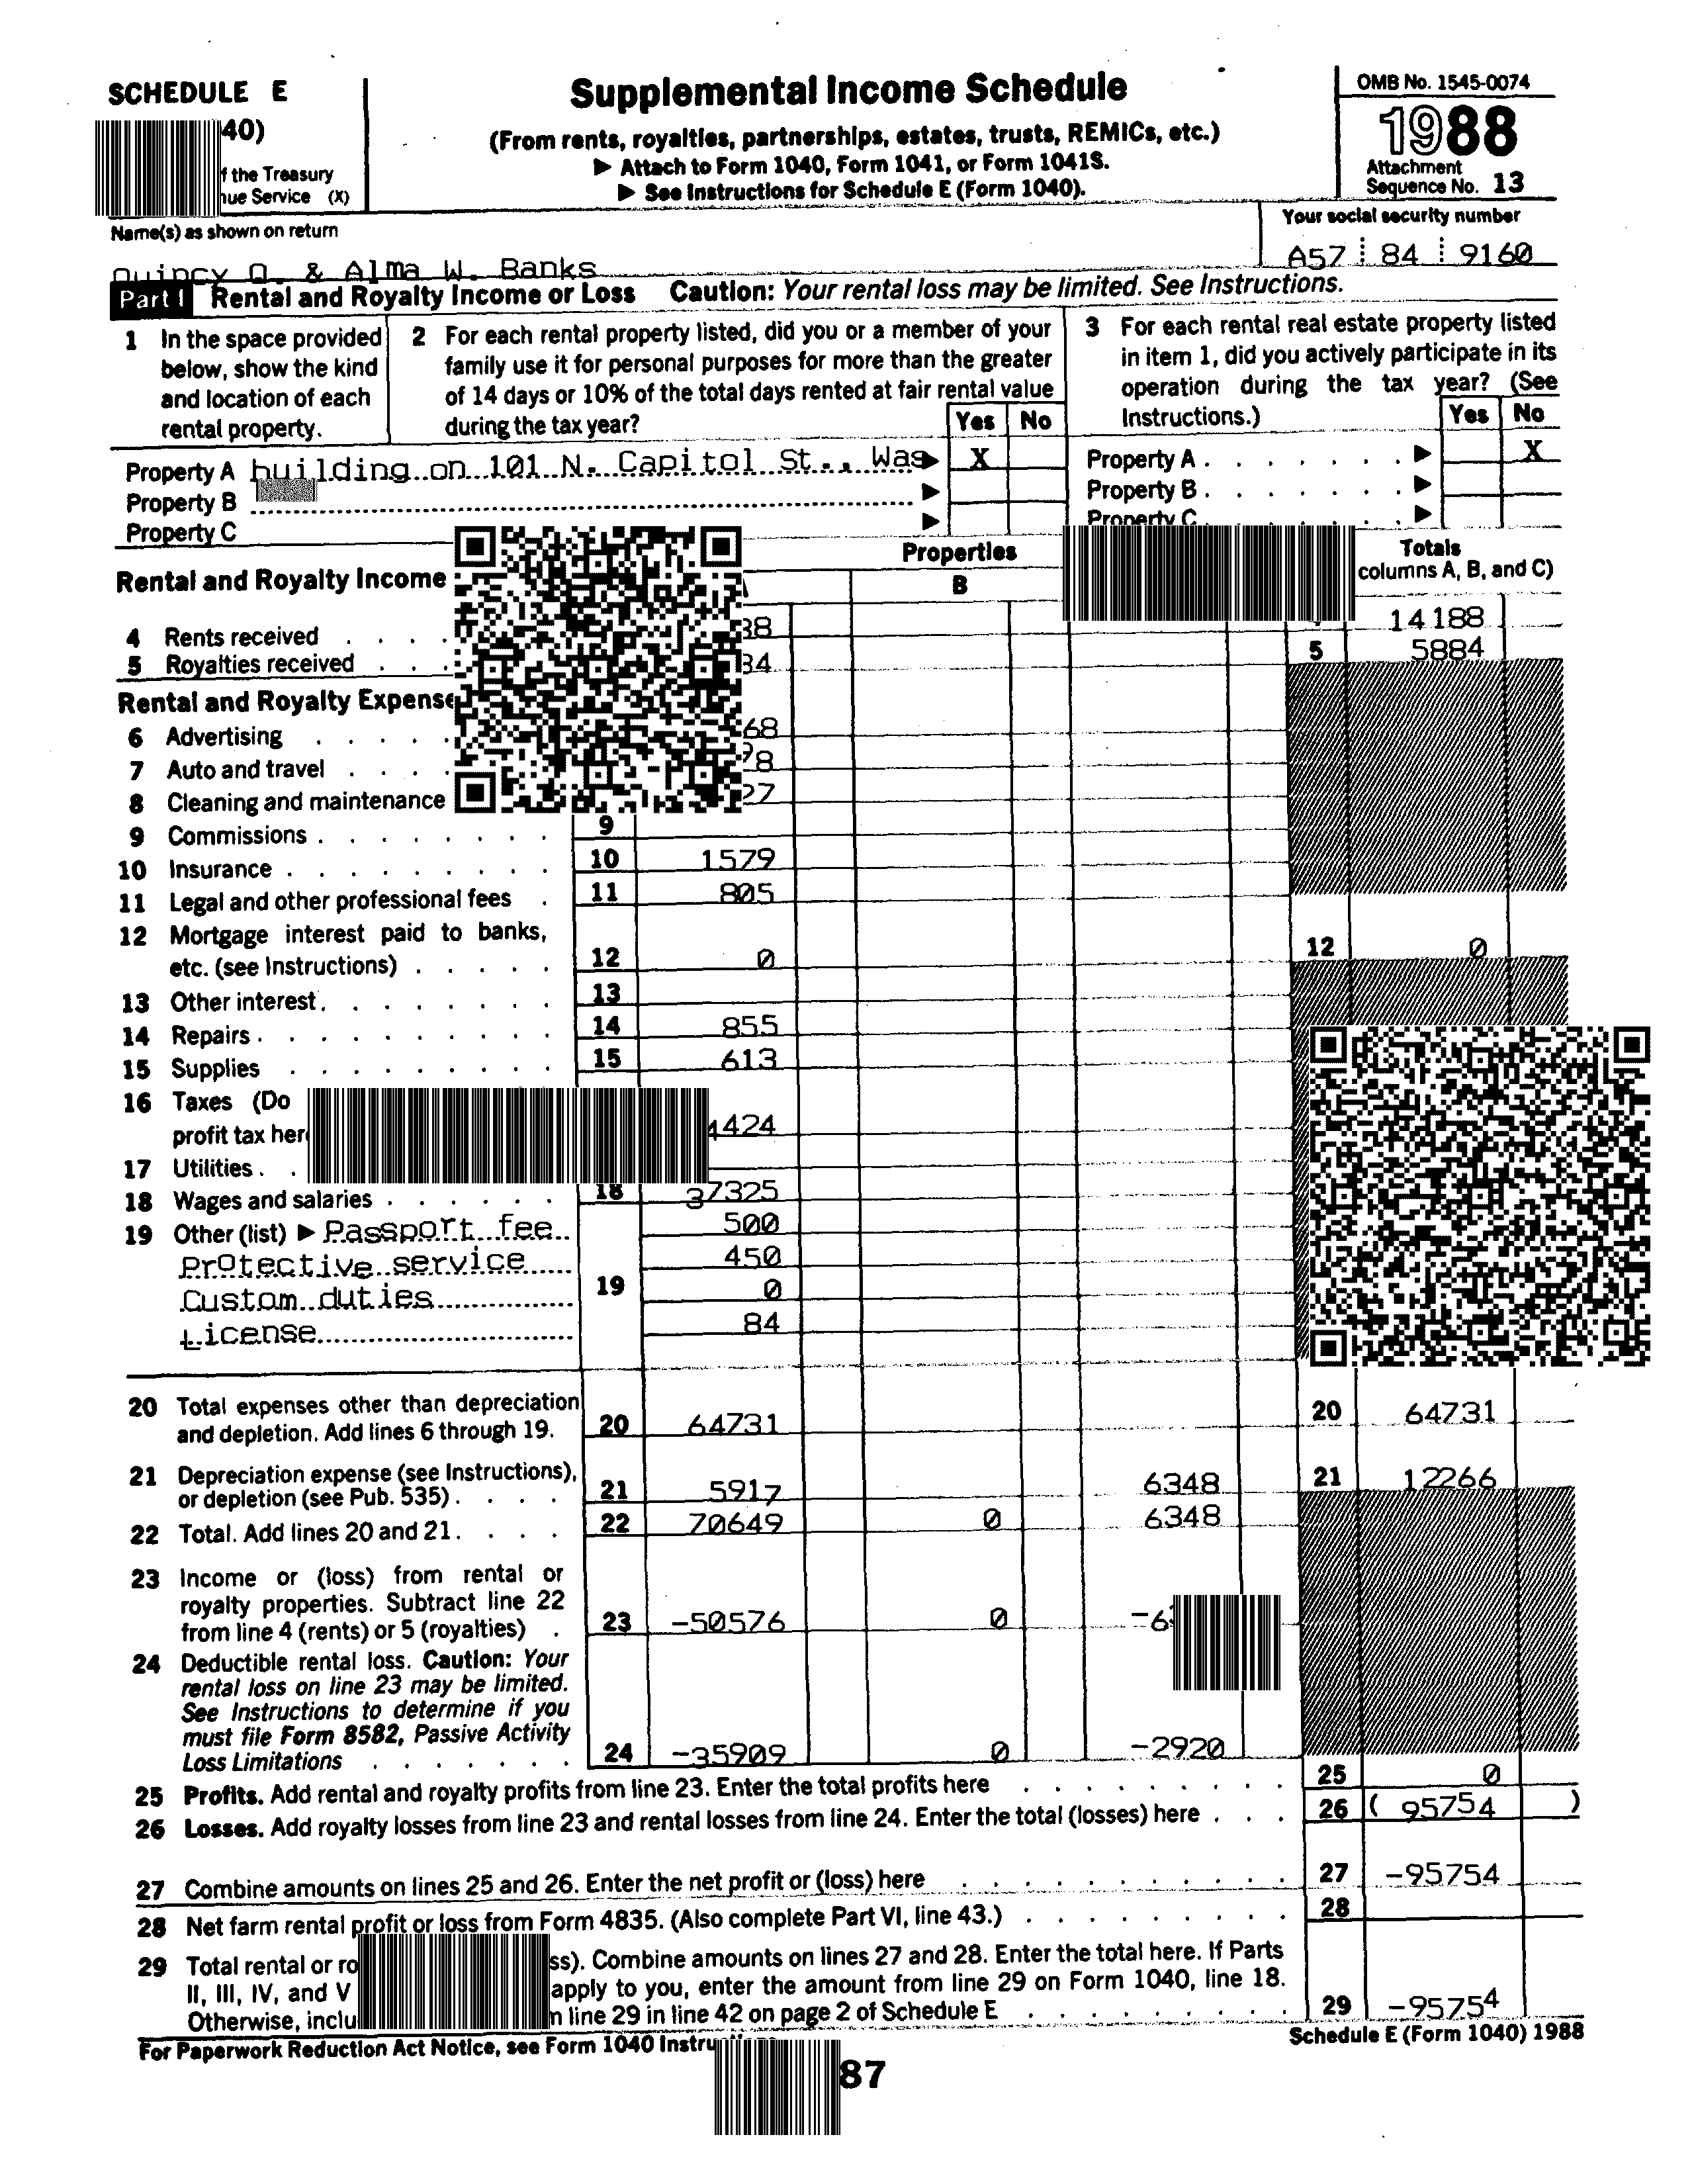 SCHEDULE E
40)
f the Treasury
nue Service (X)
Supplemental Income Schedule
(From rents, royalties, partnerships, estates, trusts, REMICs, etc.)
▶ Attach to Form 1040, Form 1041, or Form 1041S.
▶ See Instructions for Schedule E (Form 1040).
OMB No. 1545-0074
1988
Attachment
Sequence No. 13
Name(s) as shown on return
Your social security number
Quincy Q. & Alma W. Banks
A57 84 9160
Part I Rental and Royalty Income or Loss Caution: Your rental loss may be limited. See Instructions.
1 In the space provided below, show the kind and location of each rental property.
2 For each rental property listed, did you or a member of your family use it for personal purposes for more than the greater of 14 days or 10% of the total days rented at fair rental value during the tax year?
Yes No
3 For each rental real estate property listed in item 1, did you actively participate in its operation during the tax year? (See Instructions.)
Yes No
Property A building on 101 N. Capitol St., Was ▶ X
Property A ▶ X
Property B ▶
Property B ▶
Property C ▶
Property C ▶
Rental and Royalty Income
Properties
B
Totals
columns A, B, and C)
4 Rents received 38 14188
5 Royalties received 34 5 5884
Rental and Royalty Expense
6 Advertising 68
7 Auto and travel 78
8 Cleaning and maintenance 27
9 Commissions 9
10 Insurance 10 1579
11 Legal and other professional fees 11 805
12 Mortgage interest paid to banks,
etc. (see Instructions) 12 0 12 0
13 Other interest 13
14 Repairs 14 855
15 Supplies 15 613
16 Taxes (Do
profit tax her 424
17 Utilities
18 Wages and salaries 18 37325
19 Other (list) ▶ Passport fee 500
Protective service 450
Custom duties 19 0
License 84
20 Total expenses other than depreciation
and depletion. Add lines 6 through 19. 20 64731 20 64731
21 Depreciation expense (see Instructions),
or depletion (see Pub. 535) 21 5917 6348 21 12266
22 Total. Add lines 20 and 21 22 70649 0 6348
23 Income or (loss) from rental or
royalty properties. Subtract line 22
from line 4 (rents) or 5 (royalties) 23 -50576 0 -6
24 Deductible rental loss. Caution: Your
rental loss on line 23 may be limited.
See Instructions to determine if you
must file Form 8582, Passive Activity
Loss Limitations 24 -35909 0 -2920
25 Profits. Add rental and royalty profits from line 23. Enter the total profits here 25 0
26 Losses. Add royalty losses from line 23 and rental losses from line 24. Enter the total (losses) here 26 ( 95754 )
27 Combine amounts on lines 25 and 26. Enter the net profit or (loss) here 27 -95754
28 Net farm rental profit or loss from Form 4835. (Also complete Part VI, line 43.) 28
29 Total rental or ro ss). Combine amounts on lines 27 and 28. Enter the total here. If Parts
II, III, IV, and V apply to you, enter the amount from line 29 on Form 1040, line 18.
Otherwise, inclu n line 29 in line 42 on page 2 of Schedule E 29 -95754
For Paperwork Reduction Act Notice, see Form 1040 Instru
Schedule E (Form 1040) 1988
87